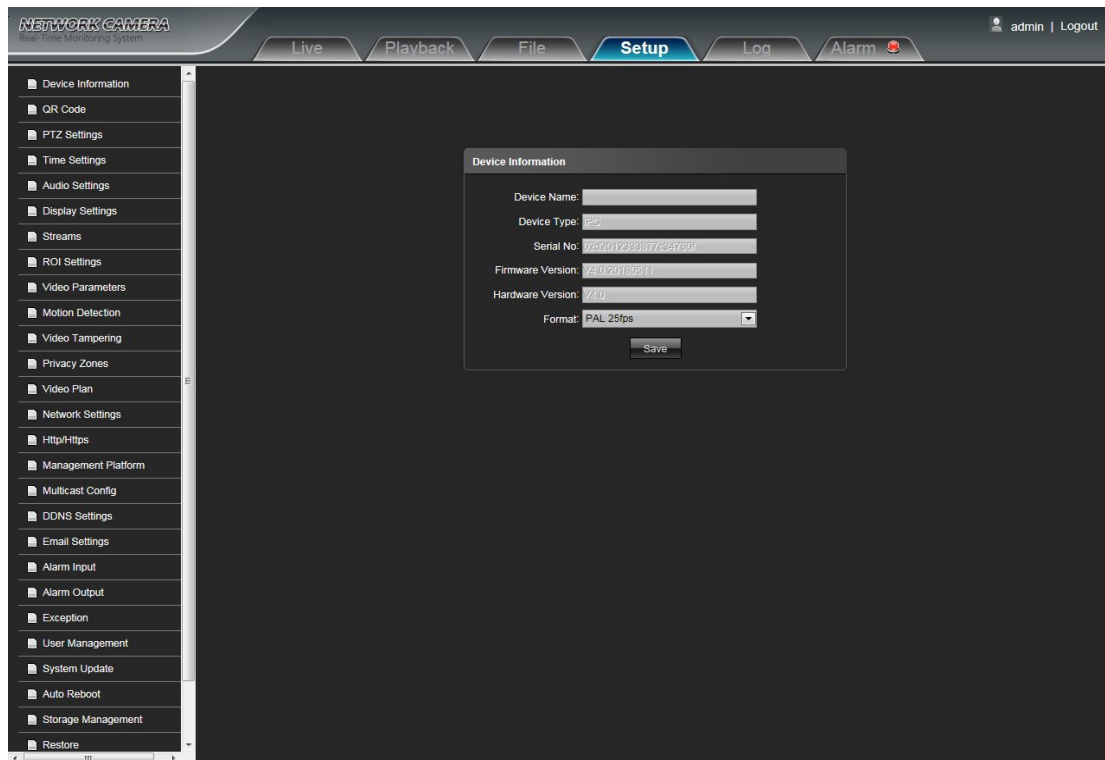 NETWORK CAMERA
Real-Time Monitoring System
Live
Playback
File
Setup
Log
Alarm
admin | Logout
Device Information
QR Code
PTZ Settings
Time Settings
Audio Settings
Display Settings
Streams
ROI Settings
Video Parameters
Motion Detection
Video Tampering
Privacy Zones
Video Plan
Network Settings
Http/Https
Management Platform
Multicast Config
DDNS Settings
Email Settings
Alarm Input
Alarm Output
Exception
User Management
System Update
Auto Reboot
Storage Management
Restore
Device Information
Device Name:
Device Type: IPC
Serial No:
Firmware Version:
Hardware Version: V4.0
Format: PAL 25fps
Save